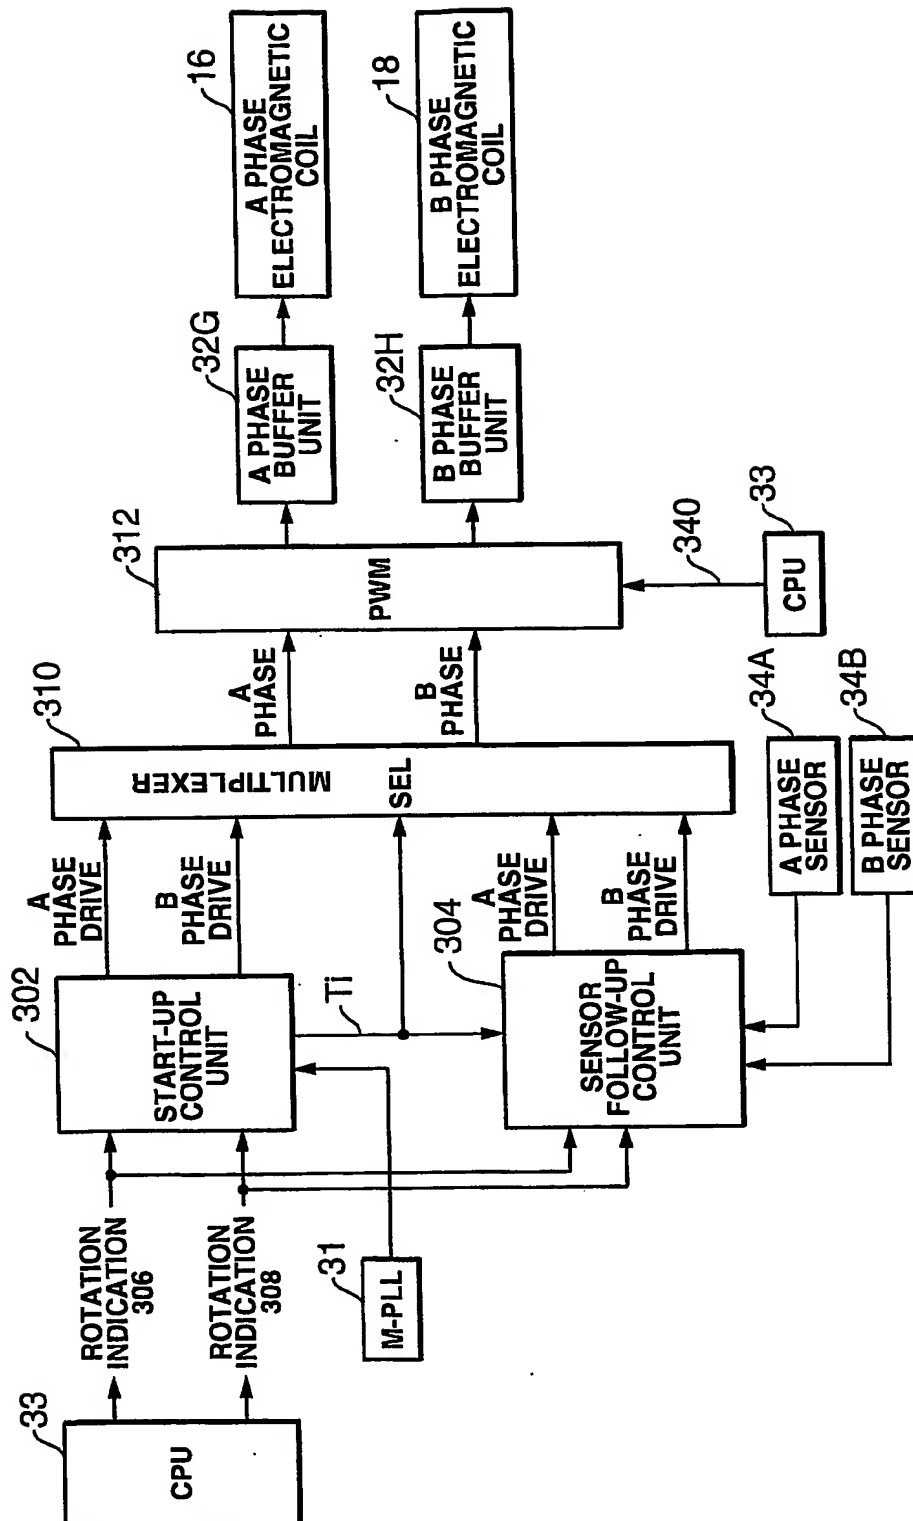 33
CPU
ROTATION
INDICATION
306
ROTATION
INDICATION
308
31
M-PLL
302
START-UP
CONTROL
UNIT
Ti
304
SENSOR
FOLLOW-UP
CONTROL
UNIT
A
PHASE
DRIVE
B
PHASE
DRIVE
A
PHASE
DRIVE
B
PHASE
DRIVE
310
MULTIPLEXER
SEL
34A
A PHASE
SENSOR
34B
B PHASE
SENSOR
A
PHASE
B
PHASE
312
PWM
340
33
CPU
32G
A PHASE
BUFFER
UNIT
32H
B PHASE
BUFFER
UNIT
16
A PHASE
ELECTROMAGNETIC
COIL
18
B PHASE
ELECTROMAGNETIC
COIL